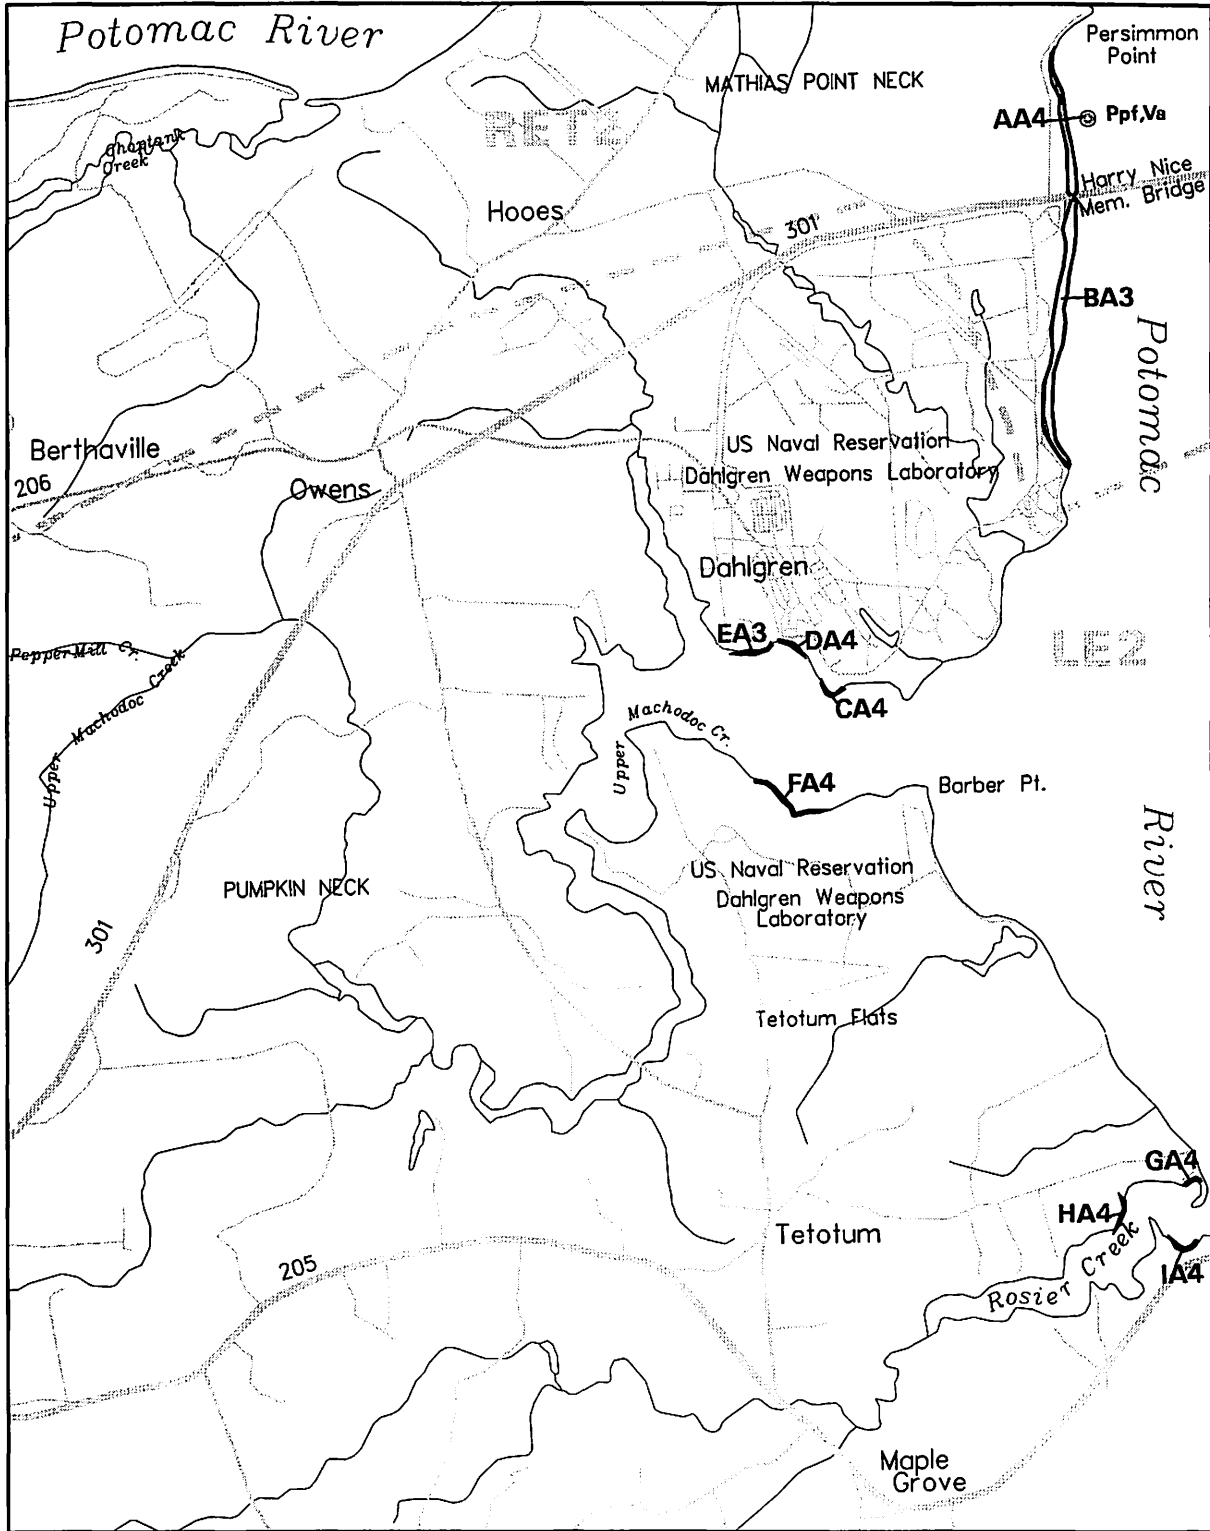 Potomac River
Persimmon
Point
MATHIAS POINT NECK
AA4
Ppf,Va
RET2
Choptank
Creek
Harry Nice
Mem. Bridge
Hooes
301
BA3
Potomac
Berthaville
US Naval Reservation
Dahlgren Weapons Laboratory
206
Owens
Dahlgren
EA3
DA4
LE2
Pepper Mill Cr.
Upper Machodoc Creek
CA4
Upper Machodoc Cr.
FA4
Barber Pt.
River
US Naval Reservation
Dahlgren Weapons
Laboratory
PUMPKIN NECK
301
Tetotum Flats
GA4
HA4
Tetotum
205
IA4
Rosier Creek
Maple
Grove